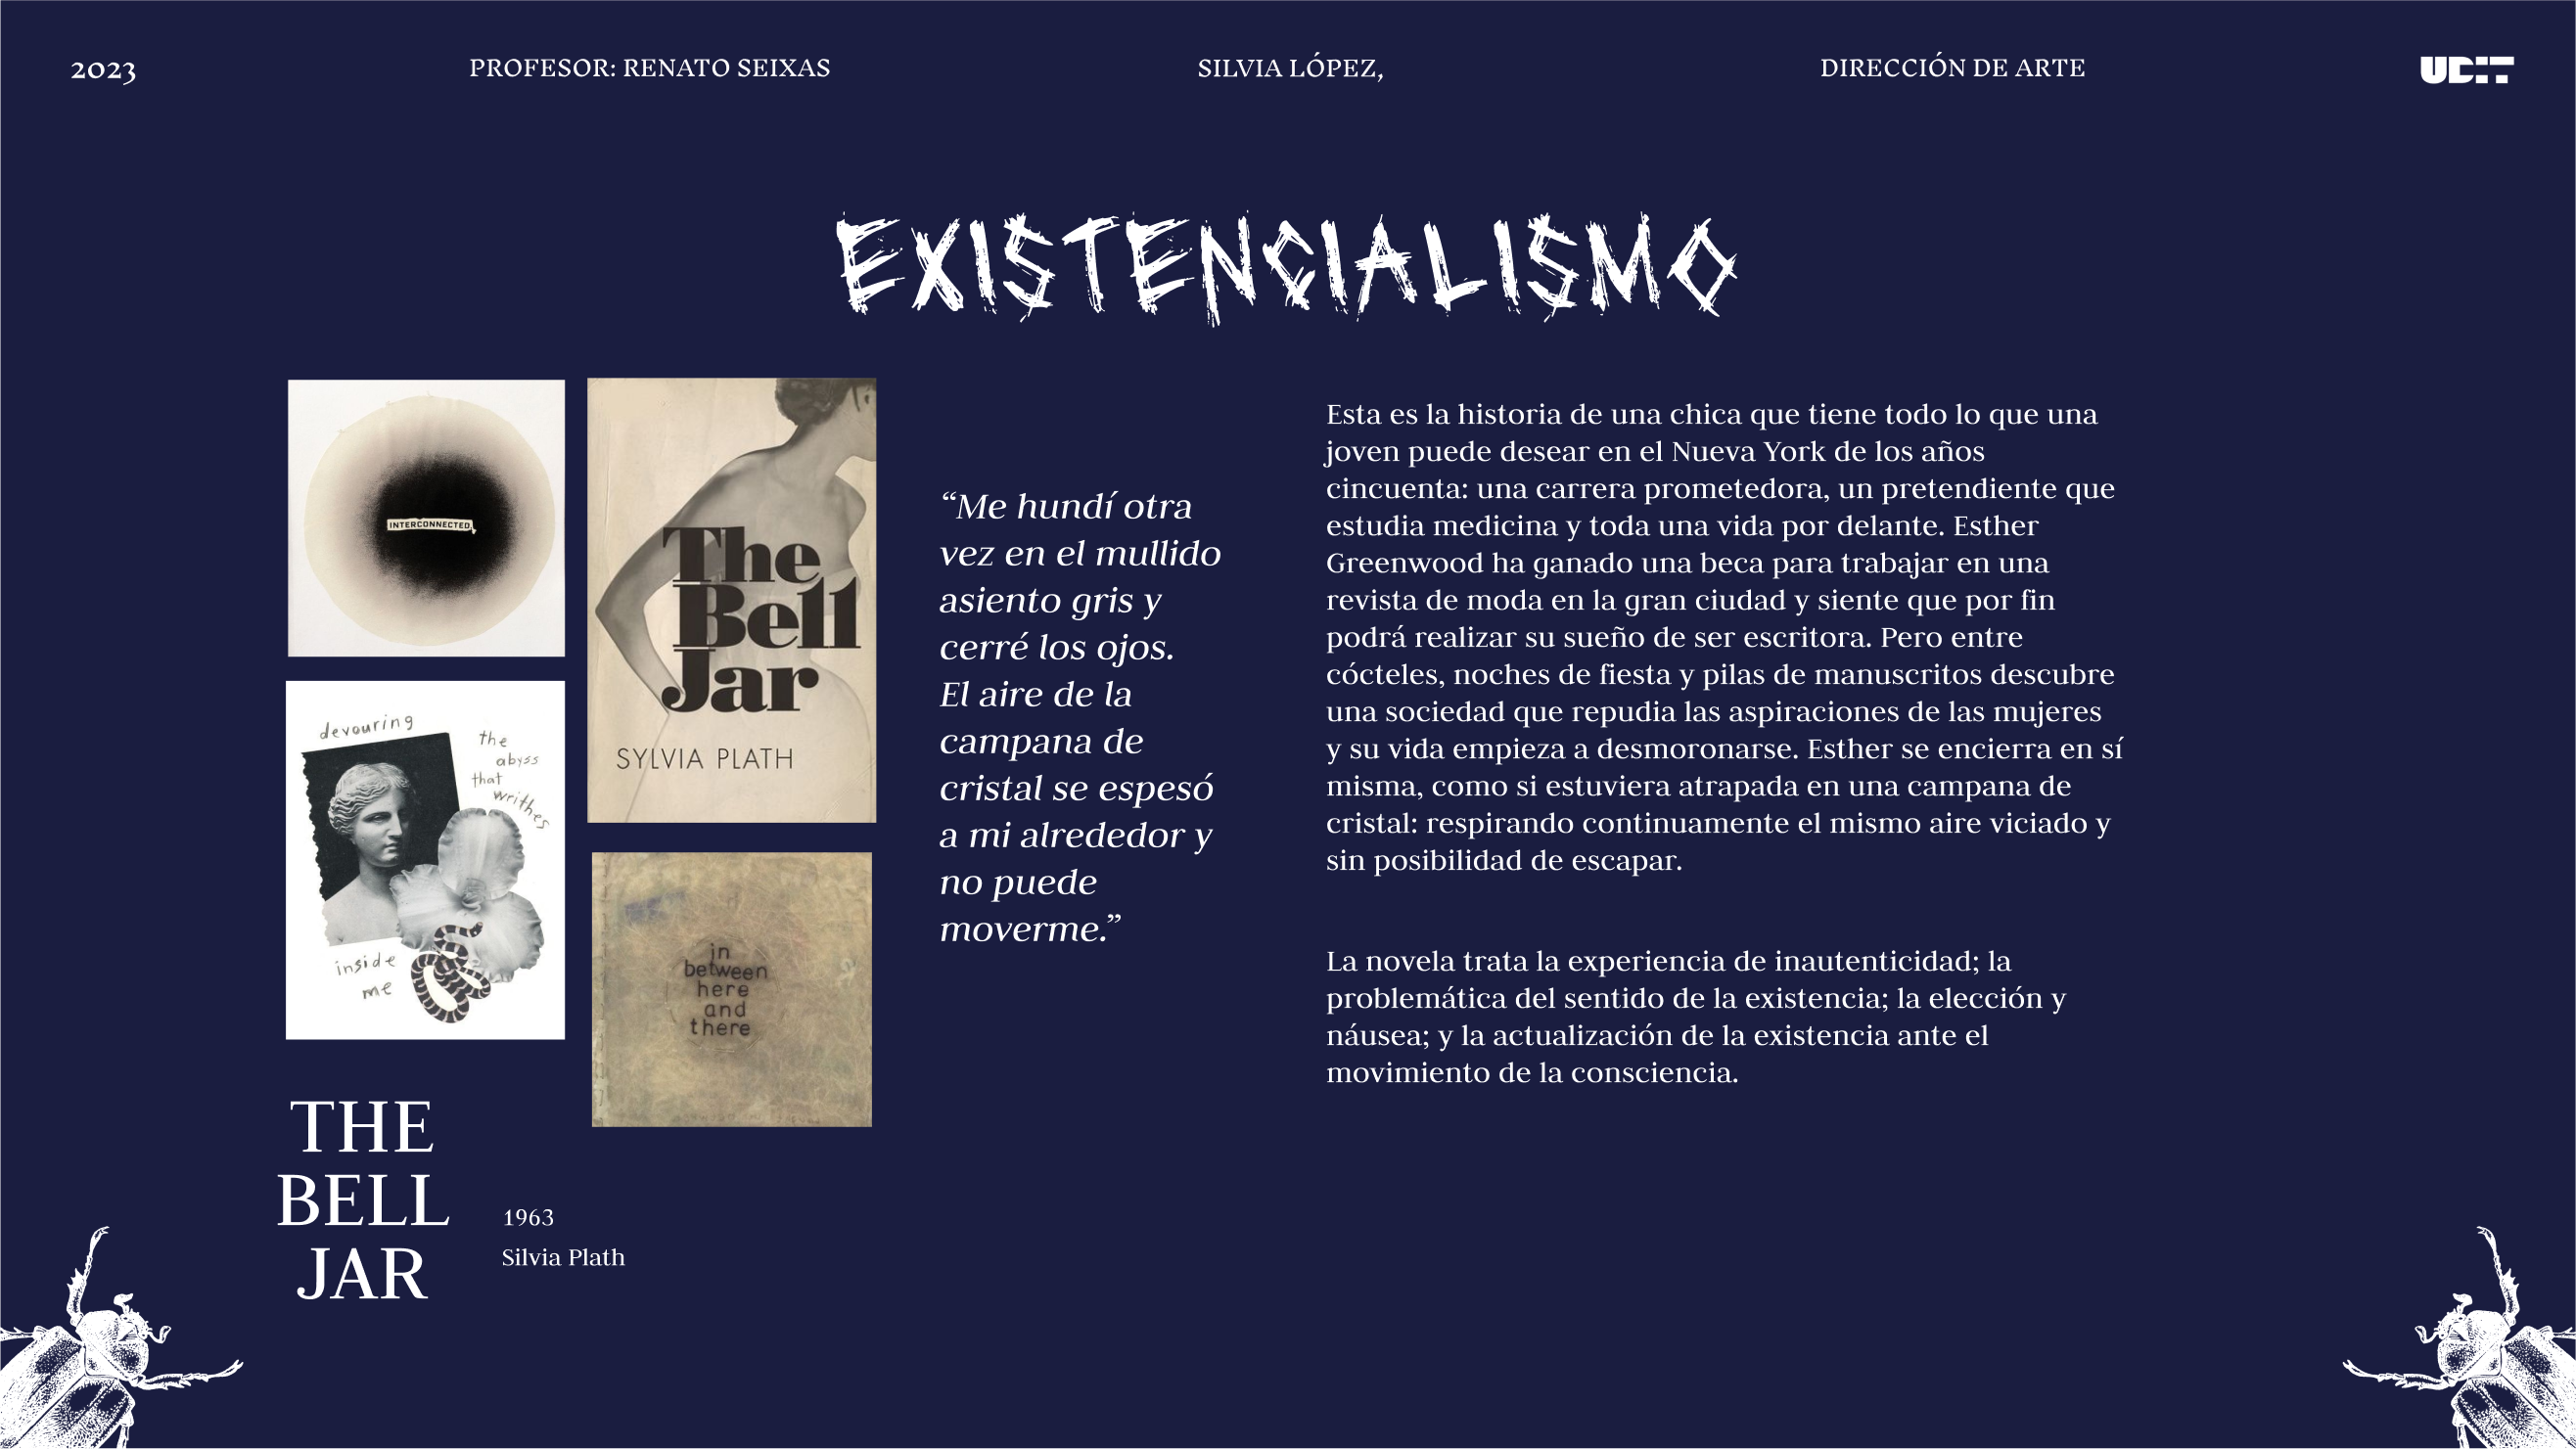 2023
PROFESOR: RENATO SEIXAS
SILVIA LÓPEZ,
DIRECCIÓN DE ARTE
UDIT
EXISTENCIALISMO
INTERCONNECTED,
devouring
the
abyss
that
writhes
inside
me
The
Bell
Jar
SYLVIA PLATH
in
between
here
and
there
THE
BELL
JAR
1963
Silvia Plath
“Me hundí otra
vez en el mullido
asiento gris y
cerré los ojos.
El aire de la
campana de
cristal se espesó
a mi alrededor y
no puede
moverme.”
Esta es la historia de una chica que tiene todo lo que una
joven puede desear en el Nueva York de los años
cincuenta: una carrera prometedora, un pretendiente que
estudia medicina y toda una vida por delante. Esther
Greenwood ha ganado una beca para trabajar en una
revista de moda en la gran ciudad y siente que por fin
podrá realizar su sueño de ser escritora. Pero entre
cócteles, noches de fiesta y pilas de manuscritos descubre
una sociedad que repudia las aspiraciones de las mujeres
y su vida empieza a desmoronarse. Esther se encierra en sí
misma, como si estuviera atrapada en una campana de
cristal: respirando continuamente el mismo aire viciado y
sin posibilidad de escapar.
La novela trata la experiencia de inautenticidad; la
problemática del sentido de la existencia; la elección y
náusea; y la actualización de la existencia ante el
movimiento de la consciencia.